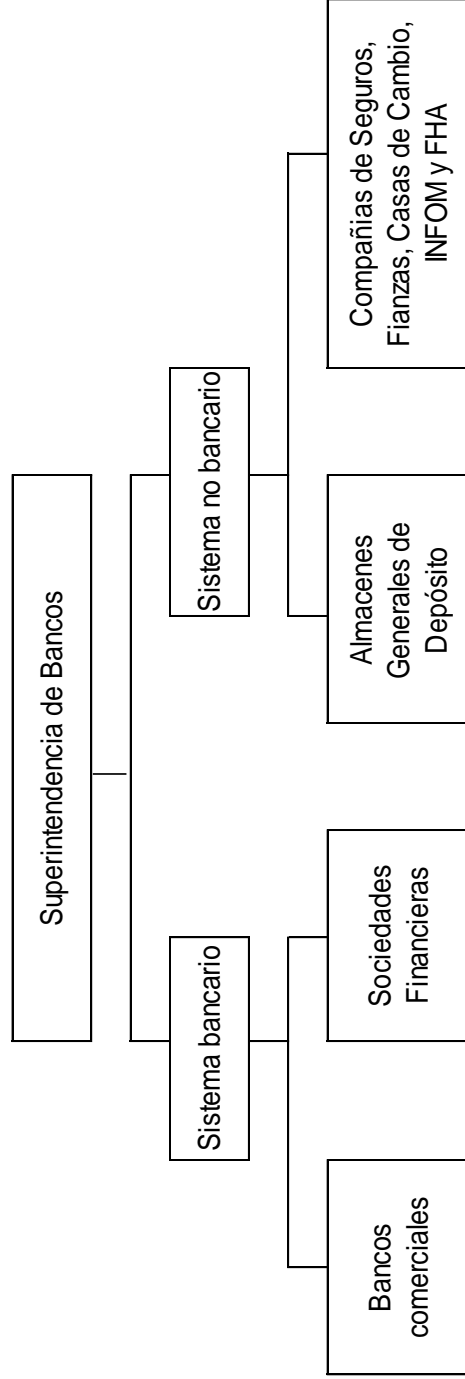 Superintendencia de Bancos
Sistema bancario
Sistema no bancario
Bancos
comerciales
Sociedades
Financieras
Almacenes
Generales de
Depósito
Compañias de Seguros,
Fianzas, Casas de Cambio,
INFOM y FHA